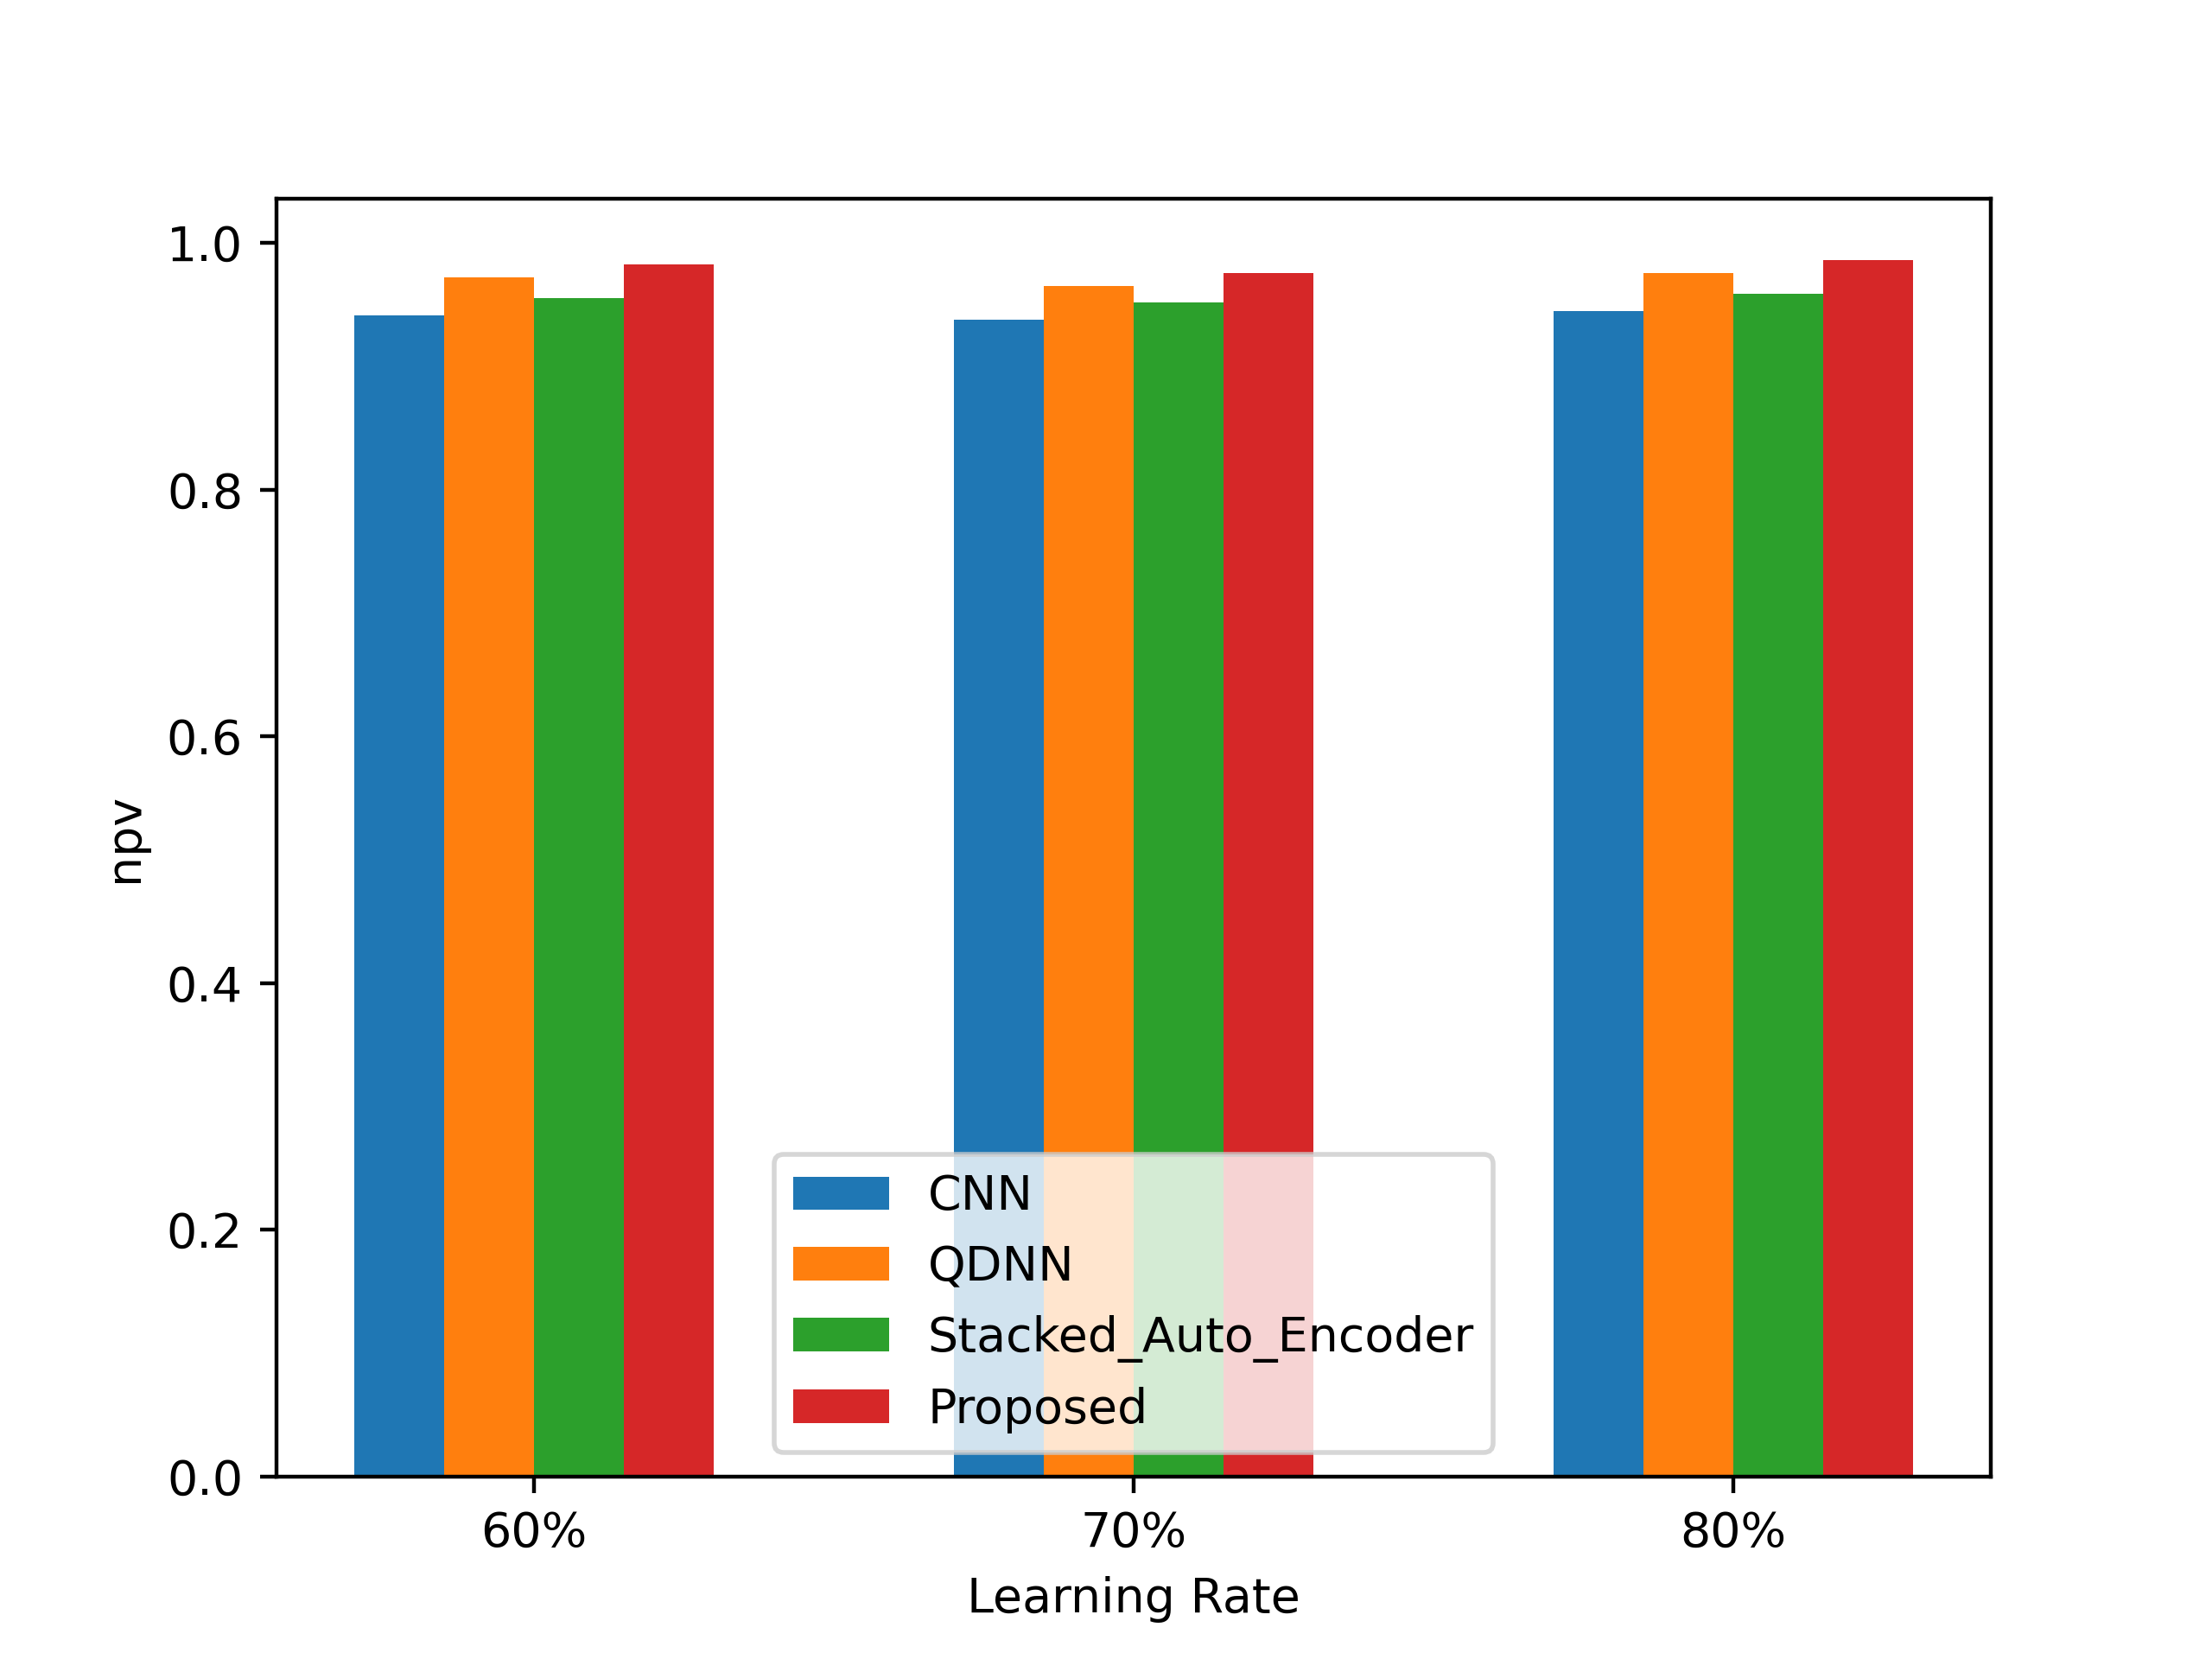 1.0
0.8
0.6
0.4
0.2
0.0
npv
CNN
QDNN
Stacked_Auto_Encoder
Proposed
60% 70% 80%
Learning Rate